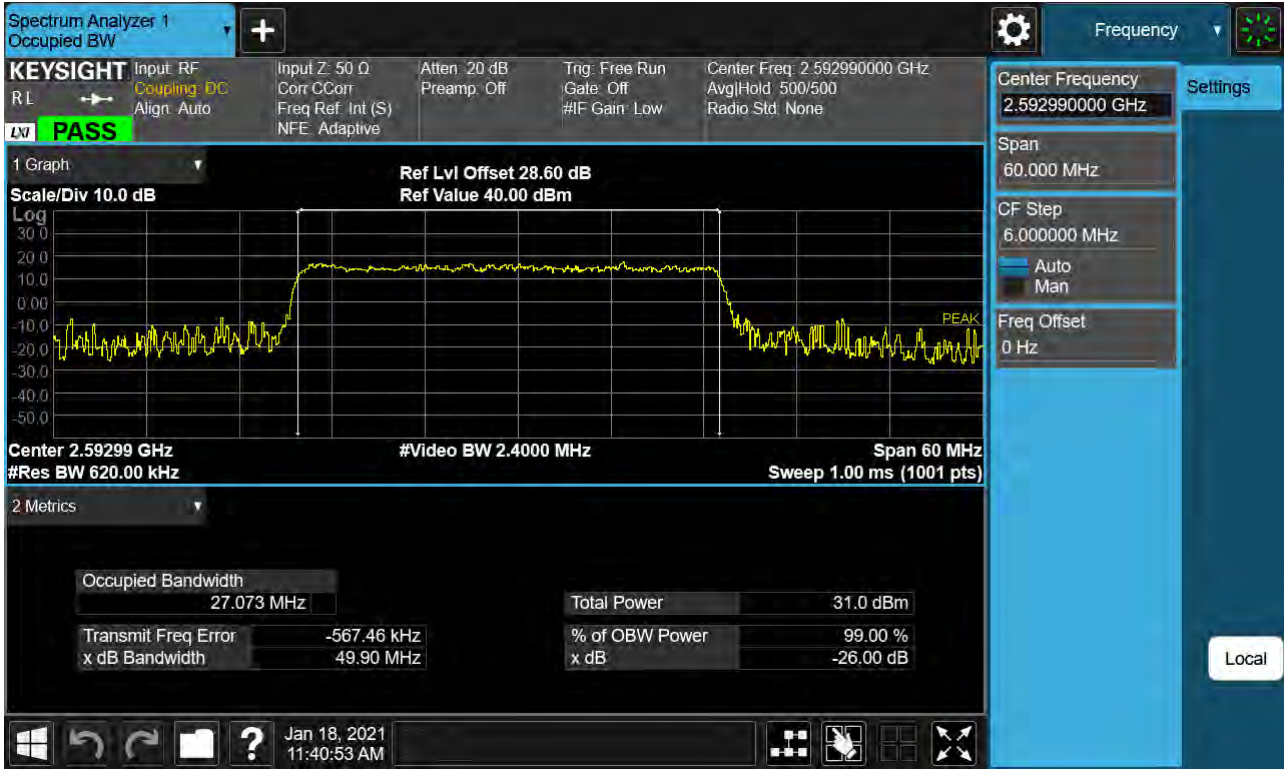 Spectrum Analyzer 1
Occupied BW
+
Frequency
KEYSIGHT
R L
LXI
PASS
Input: RF
Coupling: DC
Align: Auto
Input Z: 50 Ω
Corr CCorr
Freq Ref: Int (S)
NFE: Adaptive
Atten: 20 dB
Preamp: Off
Trig: Free Run
Gate: Off
#IF Gain: Low
Center Freq: 2.592990000 GHz
Avg|Hold: 500/500
Radio Std: None
Center Frequency
2.592990000 GHz
Settings
Span
60.000 MHz
CF Step
6.000000 MHz
Auto
Man
Freq Offset
0 Hz
Local
1 Graph
Scale/Div 10.0 dB
Ref Lvl Offset 28.60 dB
Ref Value 40.00 dBm
Log
30.0
20.0
10.0
0.00
-10.0
-20.0
-30.0
-40.0
-50.0
PEAK
Center 2.59299 GHz
#Video BW 2.4000 MHz
Span 60 MHz
#Res BW 620.00 kHz
Sweep 1.00 ms (1001 pts)
2 Metrics
Occupied Bandwidth
27.073 MHz
Total Power 31.0 dBm
Transmit Freq Error -567.46 kHz
% of OBW Power 99.00 %
x dB Bandwidth 49.90 MHz
x dB -26.00 dB
?
Jan 18, 2021
11:40:53 AM